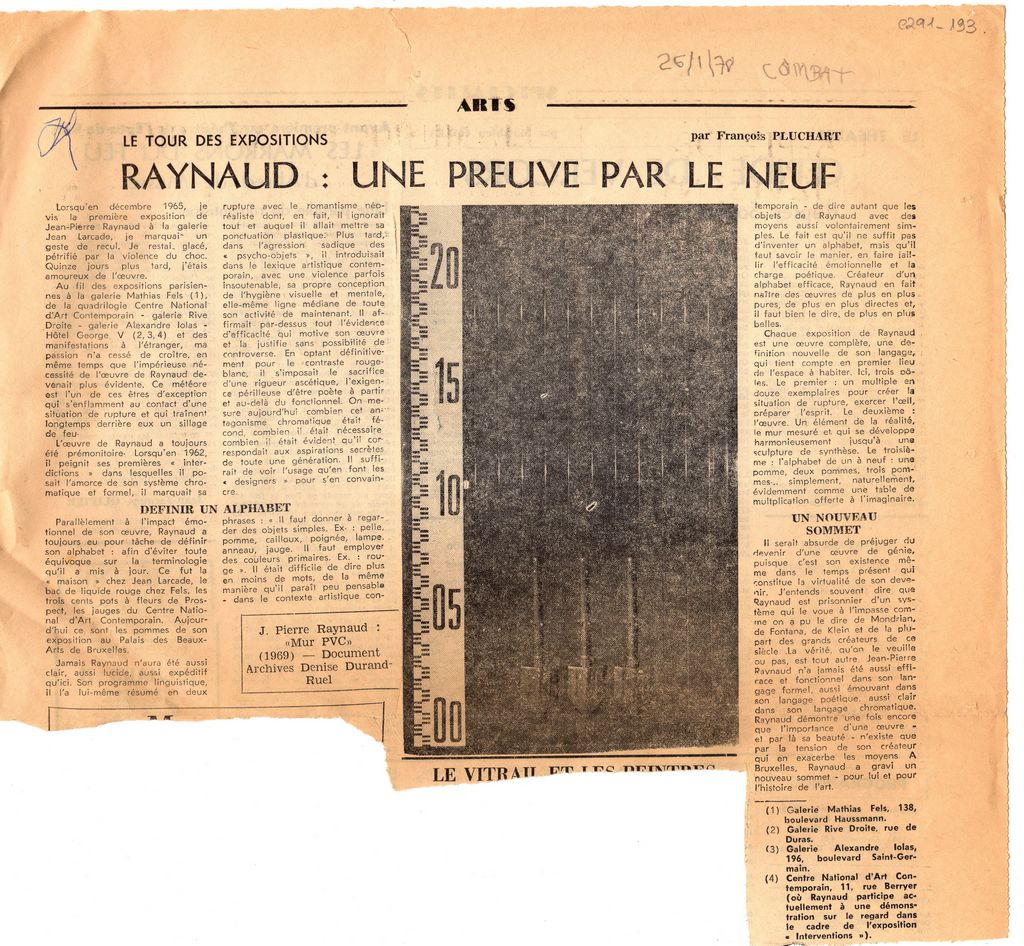 c291-193.
26/1/70 COMBAT
ARTS
LE TOUR DES EXPOSITIONS
par François PLUCHART
RAYNAUD : UNE PREUVE PAR LE NEUF
Lorsqu'en décembre 1965, je
vis la première exposition de
Jean-Pierre Raynaud à la galerie
Jean Larcade, je marquai un
geste de recul. Je restai glacé,
pétrifié par la violence du choc.
Quinze jours plus tard, j'étais
amoureux de l'œuvre.
Au fil des expositions parisien-
nes à la galerie Mathias Fels (1),
de la quadrilogie Centre National
d'Art Contemporain - galerie Rive
Droite - galerie Alexandre Iolas -
Hôtel George V (2, 3, 4) et des
manifestations à l'étranger, ma
passion n'a cessé de croître, en
même temps que l'impérieuse né-
cessité de l'œuvre de Raynaud de-
venait plus évidente. Ce météore
est l'un de ces êtres d'exception
qui s'enflamment au contact d'une
situation de rupture et qui traînent
longtemps derrière eux un sillage
de feu.
L'œuvre de Raynaud a toujours
été prémonitoire. Lorsqu'en 1962,
il peignit ses premières « inter-
dictions » dans lesquelles il po-
sait l'amorce de son système chro-
matique et formel, il marquait sa
rupture avec le romantisme néo-
réaliste dont, en fait, il ignorait
tout et auquel il allait mettre sa
ponctuation plastique. Plus tard,
dans l'agression sadique des
« psycho-objets », il introduisait
dans le lexique artistique contem-
porain, avec une violence parfois
insoutenable, sa propre conception
de l'hygiène visuelle et mentale,
elle-même ligne médiane de toute
son activité de maintenant. Il af-
firmait par-dessus tout l'évidence
d'efficacité qui motive son œuvre
et la justifie sans possibilité de
controverse. En optant définitive-
ment pour le contraste rouge-
blanc, il s'imposait le sacrifice
d'une rigueur ascétique, l'exigen-
ce périlleuse d'être poète à partir
et au-delà du fonctionnel. On me-
sure aujourd'hui combien cet an-
tagonisme chromatique était fé-
cond, combien il était nécessaire
combien il était évident qu'il cor-
respondait aux aspirations secrètes
de toute une génération. Il suffi-
rait de voir l'usage qu'en font les
« designers » pour s'en convain-
cre.
DEFINIR UN ALPHABET
Parallèlement à l'impact émo-
tionnel de son œuvre, Raynaud a
toujours eu pour tâche de définir
son alphabet : afin d'éviter toute
équivoque sur la terminologie
qu'il a mis à jour. Ce fut la
« maison » chez Jean Larcade, le
bac de liquide rouge chez Fels, les
trois cents pots à fleurs de Pros-
pect, les jauges du Centre Natio-
nal d'Art Contemporain. Aujour-
d'hui ce sont les pommes de son
exposition au Palais des Beaux-
Arts de Bruxelles.
Jamais Raynaud n'aura été aussi
clair, aussi lucide, aussi expéditif
qu'ici. Son programme linguistique,
il l'a lui-même résumé en deux
phrases : « Il faut donner à regar-
der des objets simples. Ex. : pelle,
pomme, cailloux, poignée, lampe,
anneau, jauge. Il faut employer
des couleurs primaires. Ex. : rou-
ge ». Il était difficile de dire plus
en moins de mots, de la même
manière qu'il paraît peu pensable
- dans le contexte artistique con-
J. Pierre Raynaud :
«Mur PVC»
(1969) — Document
Archives Denise Durand-
Ruel
20
15
10
05
00
LE VITRAIL ET LES PEINTRES
temporain - de dire autant que les
objets de Raynaud avec des
moyens aussi volontairement sim-
ples. Le fait est qu'il ne suffit pas
d'inventer un alphabet, mais qu'il
faut savoir le manier, en faire jail-
lir l'efficacité émotionnelle et la
charge poétique. Créateur d'un
alphabet efficace, Raynaud en fait
naître des œuvres de plus en plus
pures, de plus en plus directes et,
il faut bien le dire, de plus en plus
belles.
Chaque exposition de Raynaud
est une œuvre complète, une dé-
finition nouvelle de son langage,
qui tient compte en premier lieu
de l'espace à habiter. Ici, trois pô-
les. Le premier : un multiple en
douze exemplaires pour créer la
situation de rupture, exercer l'œil,
préparer l'esprit. Le deuxième :
l'œuvre. Un élément de la réalité,
le mur mesuré et qui se développe
harmonieusement jusqu'à une
sculpture de synthèse. Le troisiè-
me : l'alphabet de un à neuf : une
pomme, deux pommes, trois pom-
mes... simplement, naturellement,
évidemment comme une table de
multiplication offerte à l'imaginaire.
UN NOUVEAU
SOMMET
Il serait absurde de préjuger du
devenir d'une œuvre de génie,
puisque c'est son existence mê-
me dans le temps présent qui
constitue la virtualité de son deve-
nir. J'entends souvent dire que
Raynaud est prisonnier d'un sys-
tème qui le voue à l'impasse com-
me on a pu le dire de Mondrian,
de Fontana, de Klein et de la plu-
part des grands créateurs de ce
siècle. La vérité, qu'on le veuille
ou pas, est tout autre. Jean-Pierre
Raynaud n'a jamais été aussi effi-
cace et fonctionnel dans son lan-
gage formel, aussi émouvant dans
son langage poétique, aussi clair
dans son langage chromatique.
Raynaud démontre une fois encore
que l'importance d'une œuvre -
et par là sa beauté - n'existe que
par la tension de son créateur
qui en exacerbe les moyens. A
Bruxelles, Raynaud a gravi un
nouveau sommet - pour lui et pour
l'histoire de l'art.
(1) Galerie Mathias Fels, 138,
boulevard Haussmann.
(2) Galerie Rive Droite, rue de
Duras.
(3) Galerie Alexandre Iolas,
196, boulevard Saint-Ger-
main.
(4) Centre National d'Art Con-
temporain, 11, rue Berryer
(où Raynaud participe ac-
tuellement à une démons-
tration sur le regard dans
le cadre de l'exposition
« Interventions »).